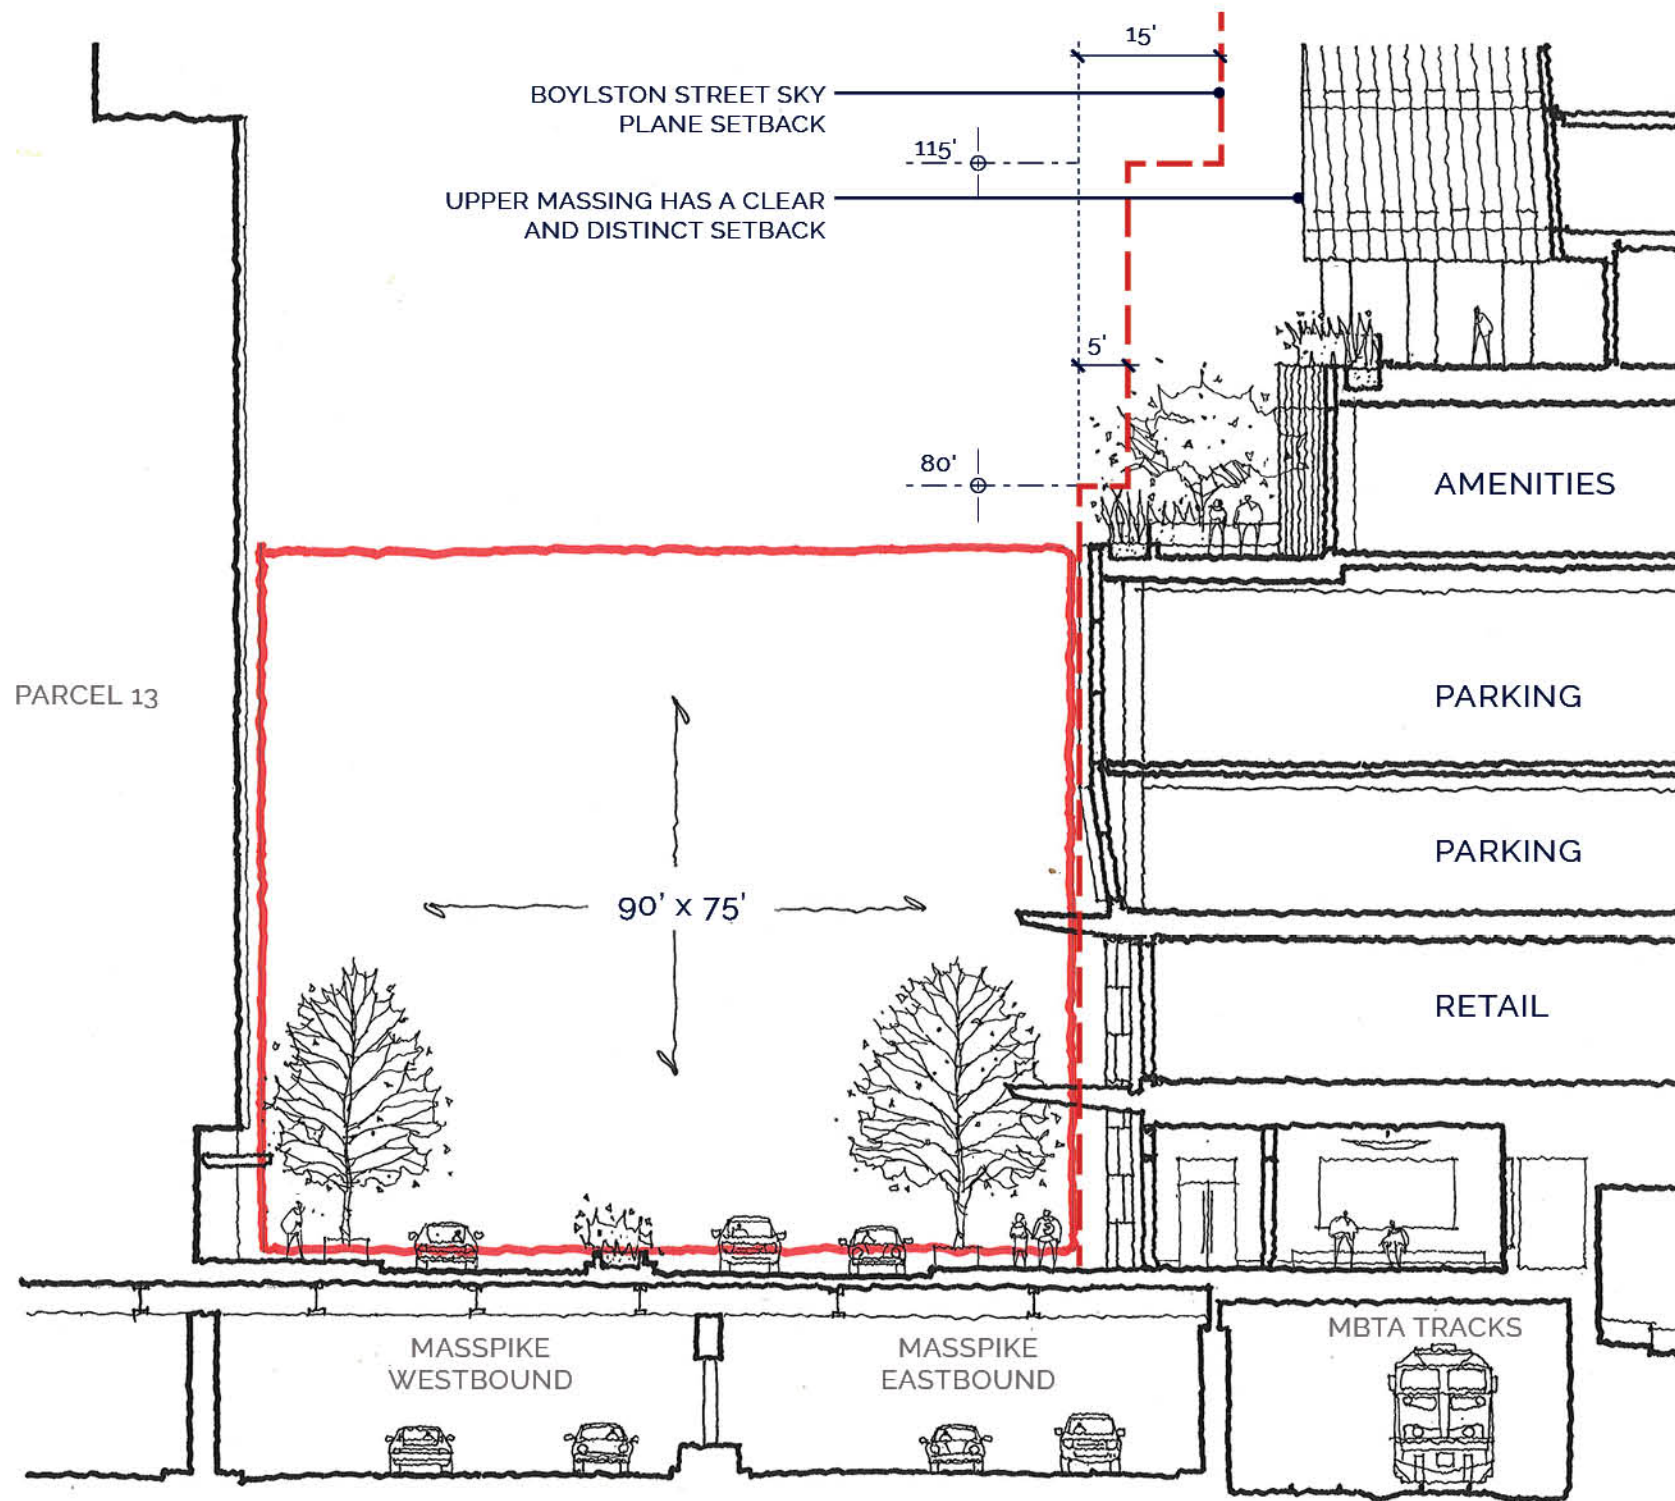 15'
BOYLSTON STREET SKY
PLANE SETBACK
115'
UPPER MASSING HAS A CLEAR
AND DISTINCT SETBACK
5'
80'
AMENITIES
PARCEL 13
PARKING
PARKING
90' x 75'
RETAIL
MASSPIKE
WESTBOUND
MASSPIKE
EASTBOUND
MBTA TRACKS